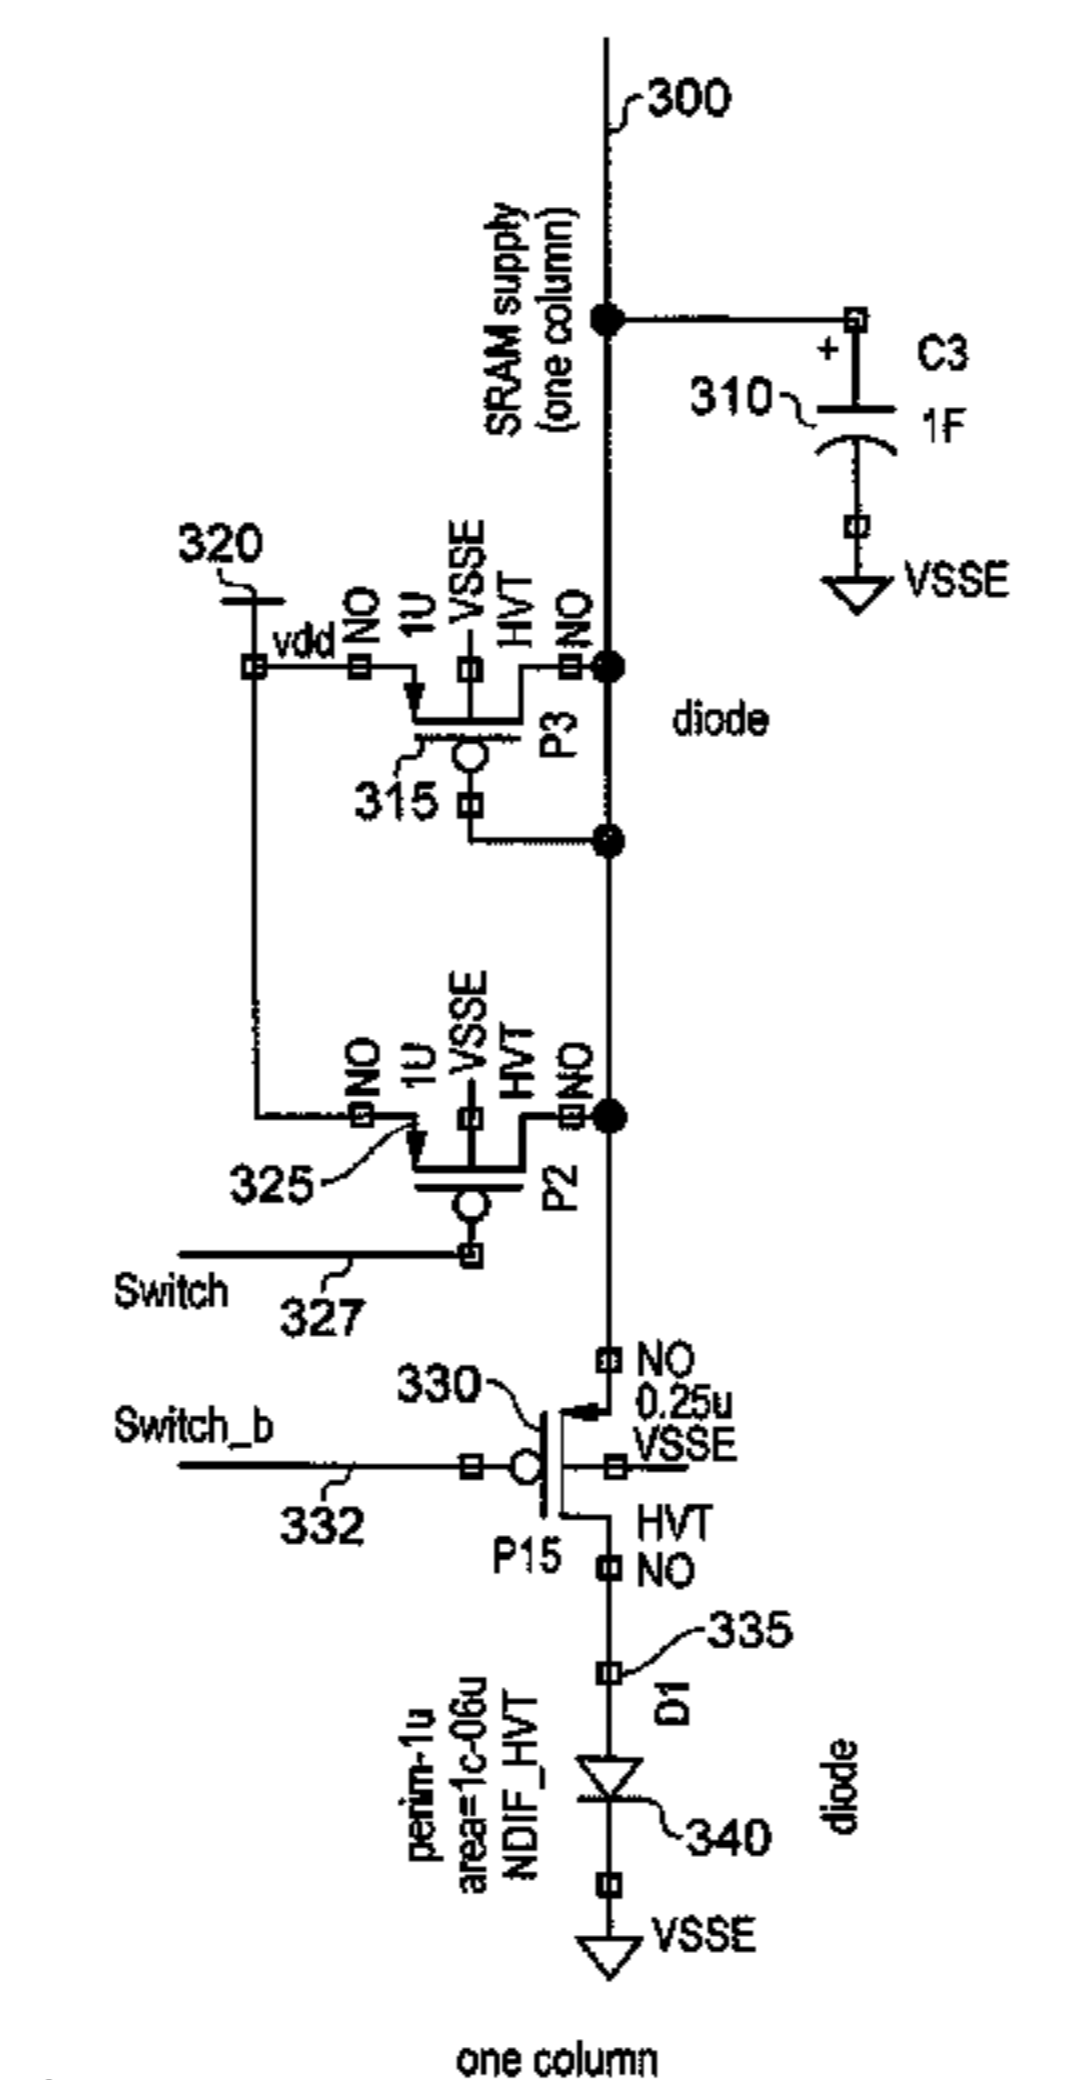 300
SRAM supply
(one column)
+
C3
310
1F
VSSE
320
vdd
NO
1U
VSSE
HVT
NO
P3
diode
315
NO
1U
VSSE
HVT
NO
325
P2
Switch
327
NO
330
0.25u
Switch_b
VSSE
332
HVT
P15
NO
335
D1
perim-1u
area=1c-06u
NDIF_HVT
diode
340
VSSE
one column